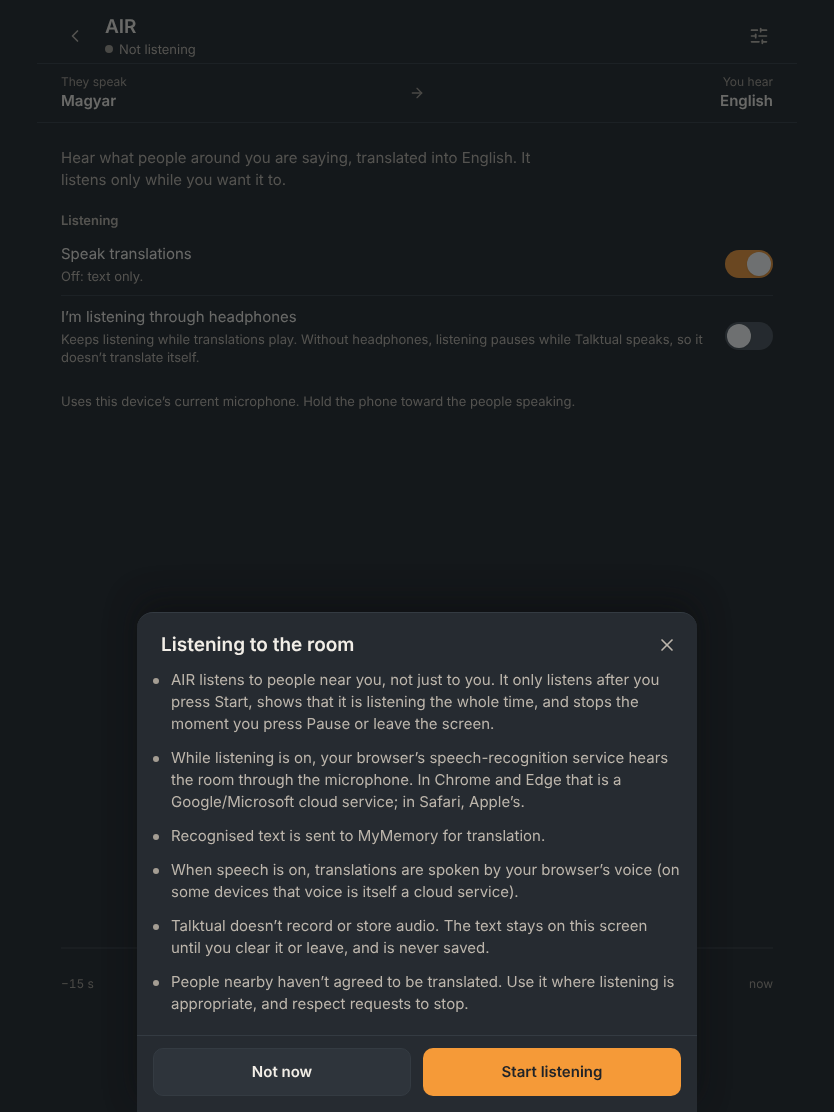 AIR
Not listening
They speak
You hear
Magyar
English
Hear what people around you are saying, translated into English. It
listens only while you want it to.
Listening
Speak translations
Off: text only.
I’m listening through headphones
Keeps listening while translations play. Without headphones, listening pauses while Talktual speaks, so it
doesn’t translate itself.
Uses this device’s current microphone. Hold the phone toward the people speaking.
Listening to the room
AIR listens to people near you, not just to you. It only listens after you
press Start, shows that it is listening the whole time, and stops the
moment you press Pause or leave the screen.
While listening is on, your browser’s speech-recognition service hears
the room through the microphone. In Chrome and Edge that is a
Google/Microsoft cloud service; in Safari, Apple’s.
Recognised text is sent to MyMemory for translation.
When speech is on, translations are spoken by your browser’s voice (on
some devices that voice is itself a cloud service).
Talktual doesn’t record or store audio. The text stays on this screen
until you clear it or leave, and is never saved.
−15 s
now
People nearby haven’t agreed to be translated. Use it where listening is
appropriate, and respect requests to stop.
Not now
Start listening